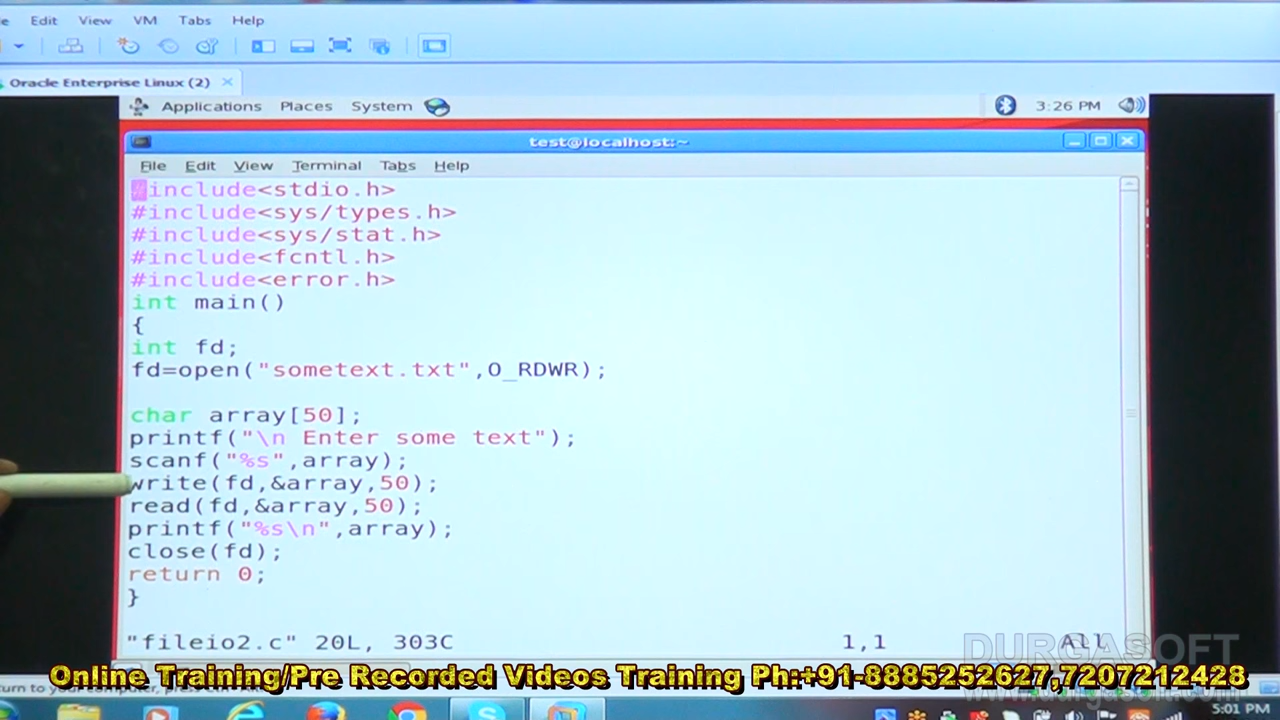 Edit View VM Tabs Help
Oracle Enterprise Linux (2)
Applications Places System 3:26 PM
test@localhost:~
File Edit View Terminal Tabs Help
#include<stdio.h>
#include<sys/types.h>
#include<sys/stat.h>
#include<fcntl.h>
#include<error.h>
int main()
{
int fd;
fd=open("sometext.txt",O_RDWR);
char array[50];
printf("\n Enter some text");
scanf("%s",array);
write(fd,&array,50);
read(fd,&array,50);
printf("%s\n",array);
close(fd);
return 0;
}
"fileio2.c" 20L, 303C 1,1 All
DURGASOFT
Online Training/Pre Recorded Videos Training Ph:+91-8885252627,7207212428
5:01 PM